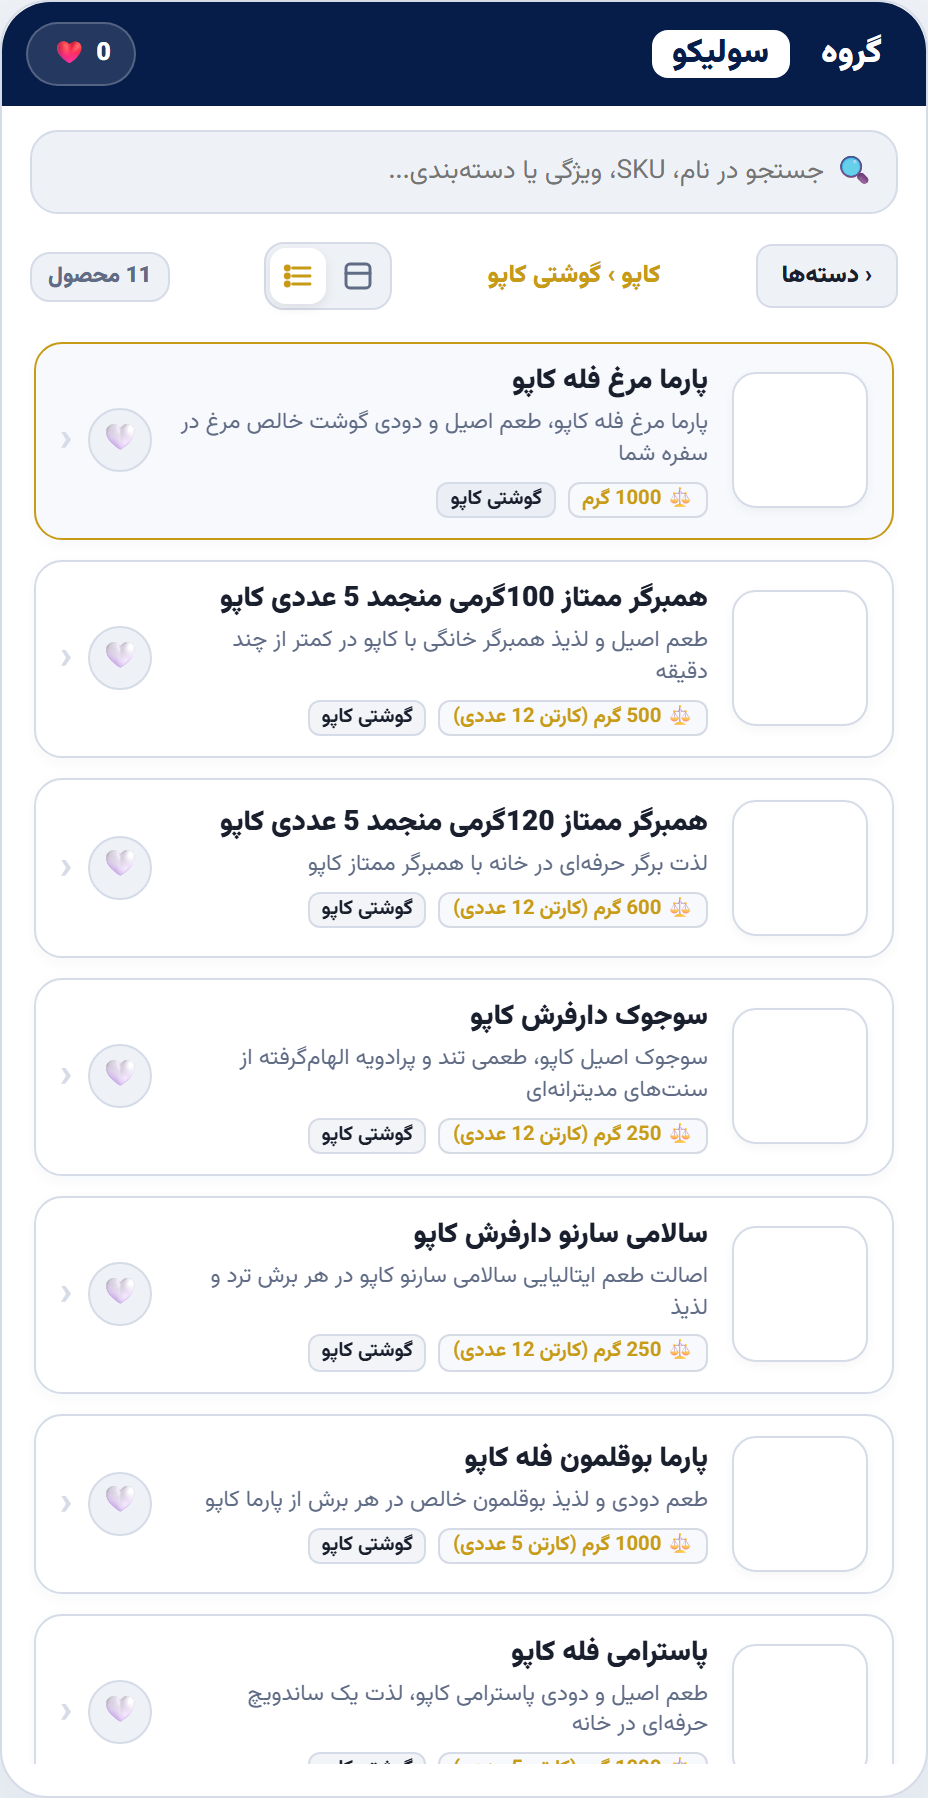 گروه سولیکو
0
جستجو در نام، SKU، ویژگی یا دسته‌بندی...
‹ دسته‌ها
کاپو › گوشتی کاپو
11 محصول
پارما مرغ فله کاپو
پارما مرغ فله کاپو، طعم اصیل و دودی گوشت خالص مرغ در
سفره شما
1000 گرم
گوشتی کاپو
همبرگر ممتاز 100گرمی منجمد 5 عددی کاپو
طعم اصیل و لذیذ همبرگر خانگی با کاپو در کمتر از چند
دقیقه
500 گرم (کارتن 12 عددی)
گوشتی کاپو
همبرگر ممتاز 120گرمی منجمد 5 عددی کاپو
لذت برگر حرفه‌ای در خانه با همبرگر ممتاز کاپو
600 گرم (کارتن 12 عددی)
گوشتی کاپو
سوجوک دارفرش کاپو
سوجوک اصیل کاپو، طعمی تند و پرادویه الهام‌گرفته از
سنت‌های مدیترانه‌ای
250 گرم (کارتن 12 عددی)
گوشتی کاپو
سالامی سارنو دارفرش کاپو
اصالت طعم ایتالیایی سالامی سارنو کاپو در هر برش ترد و
لذیذ
250 گرم (کارتن 12 عددی)
گوشتی کاپو
پارما بوقلمون فله کاپو
طعم دودی و لذیذ بوقلمون خالص در هر برش از پارما کاپو
1000 گرم (کارتن 5 عددی)
گوشتی کاپو
پاسترامی فله کاپو
طعم اصیل و دودی پاسترامی کاپو، لذت یک ساندویچ
حرفه‌ای در خانه